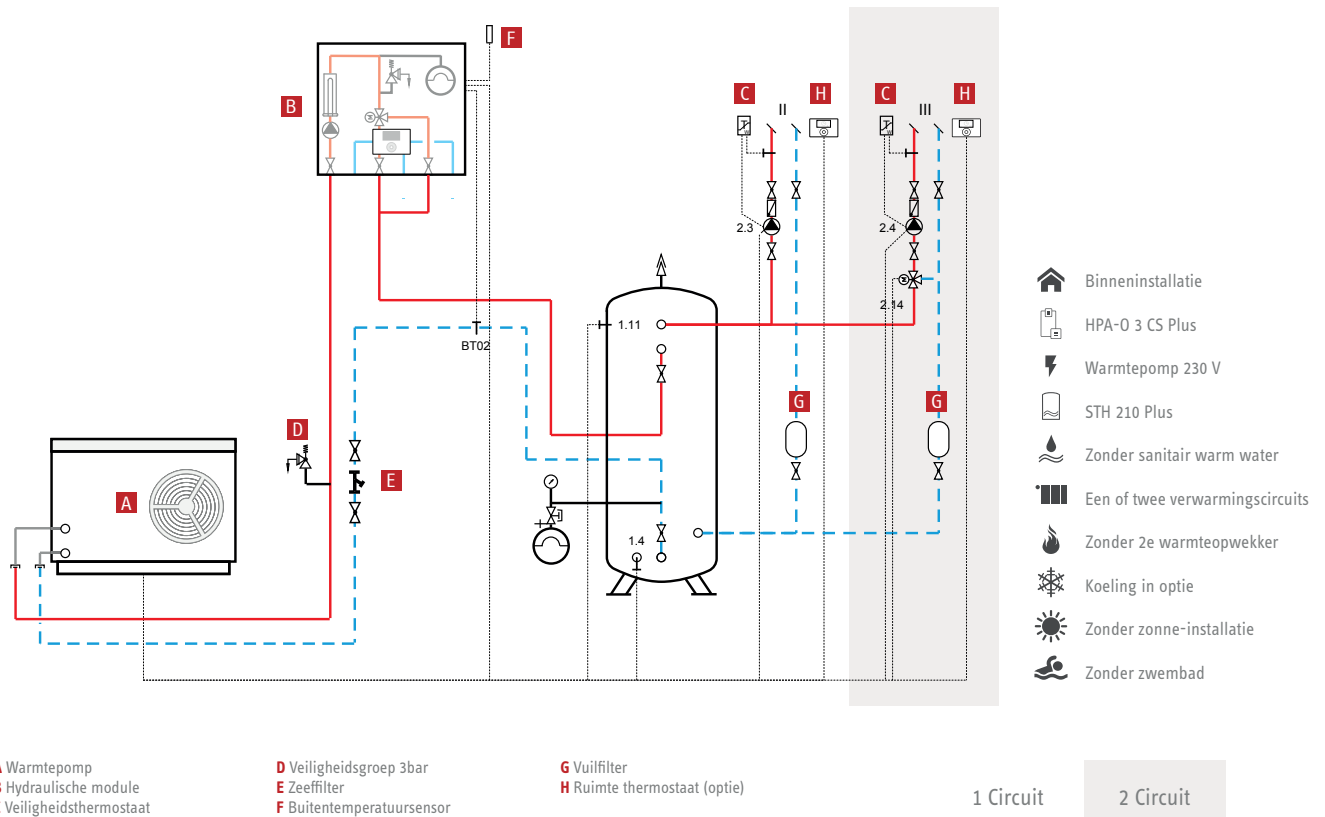 F
B
C
II
H
C
III
H
2.3
2.4
2.14
1.11
BT02
D
E
A
G
G
1.4
Binneninstallatie
HPA-O 3 CS Plus
Warmtepomp 230 V
STH 210 Plus
Zonder sanitair warm water
Een of twee verwarmingscircuits
Zonder 2e warmteopwekker
Koeling in optie
Zonder zonne-installatie
Zonder zwembad
Warmtepomp
Hydraulische module
Veiligheidsthermostaat
D Veiligheidsgroep 3bar
E Zeeffilter
F Buitentemperatuursensor
G Vuilfilter
H Ruimte thermostaat (optie)
1 Circuit
2 Circuit